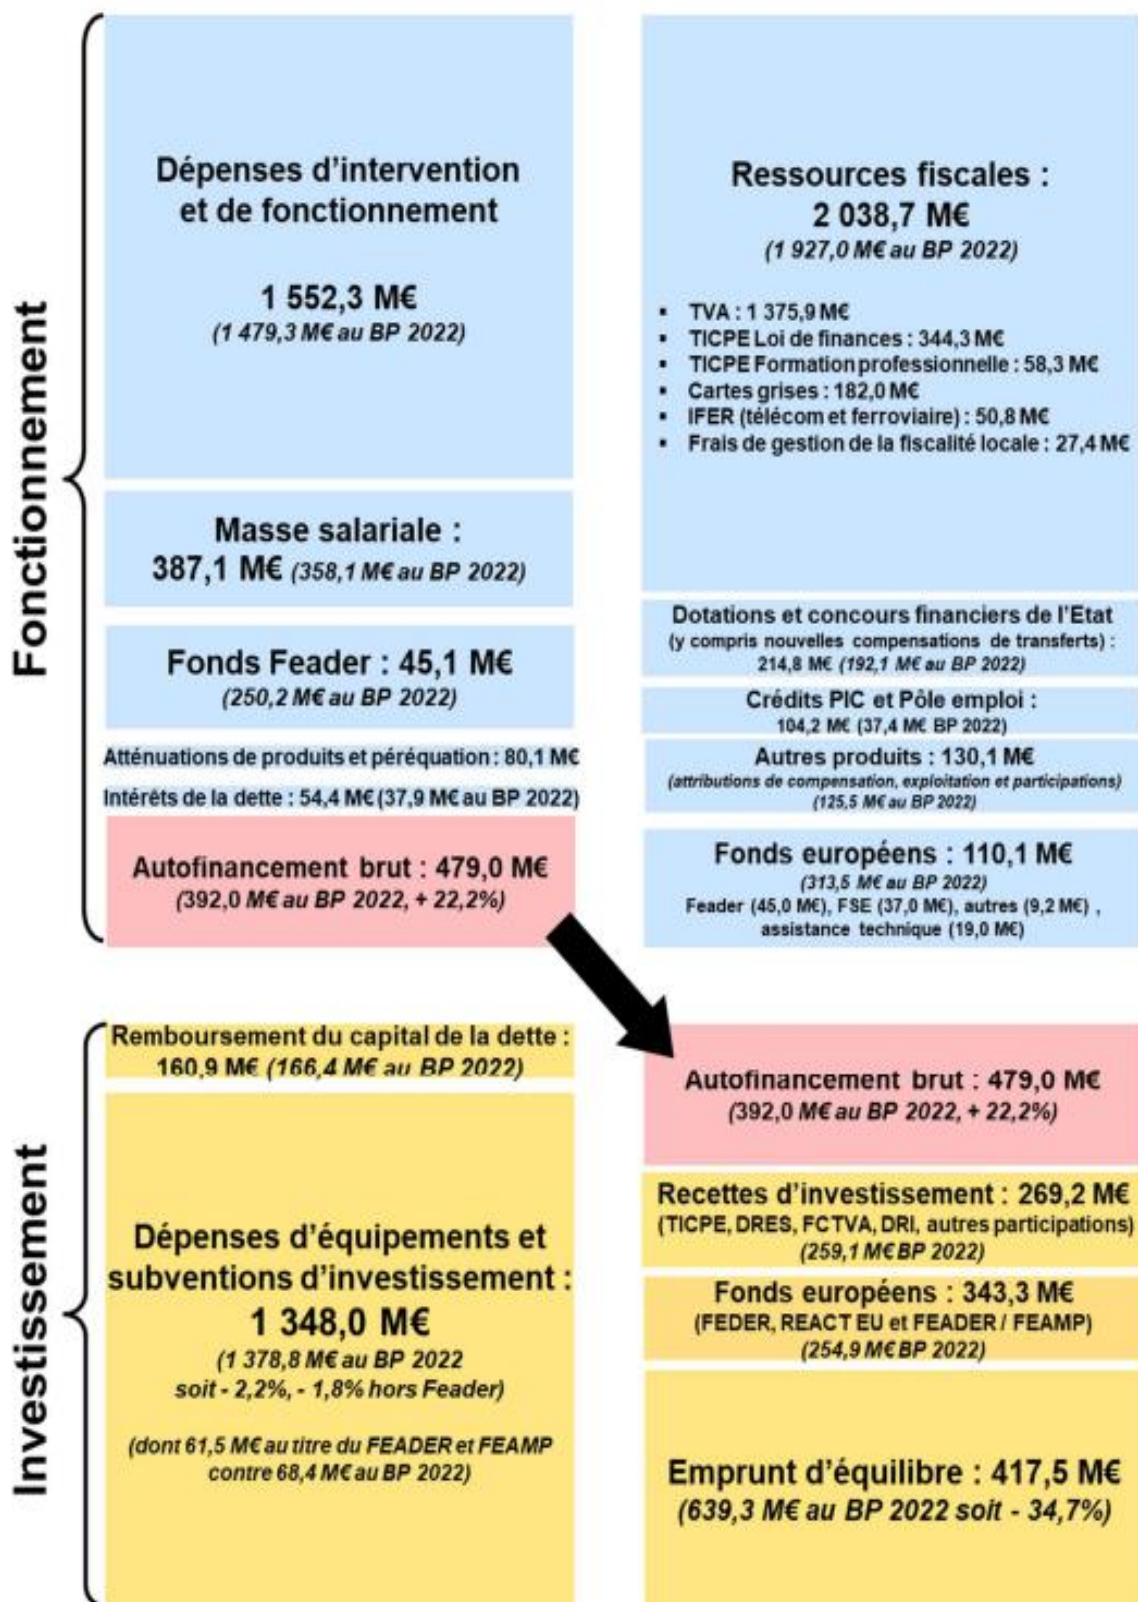 Fonctionnement
Dépenses d'intervention
et de fonctionnement
1 552,3 M€
(1 479,3 M€ au BP 2022)
Masse salariale :
387,1 M€ (358,1 M€ au BP 2022)
Fonds Feader : 45,1 M€
(250,2 M€ au BP 2022)
Atténuations de produits et péréquation : 80,1 M€
Intérêts de la dette : 54,4 M€ (37,9 M€ au BP 2022)
Autofinancement brut : 479,0 M€
(392,0 M€ au BP 2022, + 22,2%)
Ressources fiscales :
2 038,7 M€
(1 927,0 M€ au BP 2022)
▪ TVA : 1 375,9 M€
▪ TICPE Loi de finances : 344,3 M€
▪ TICPE Formation professionnelle : 58,3 M€
▪ Cartes grises : 182,0 M€
▪ IFER (télécom et ferroviaire) : 50,8 M€
▪ Frais de gestion de la fiscalité locale : 27,4 M€
Dotations et concours financiers de l'Etat
(y compris nouvelles compensations de transferts) :
214,8 M€ (192,1 M€ au BP 2022)
Crédits PIC et Pôle emploi :
104,2 M€ (37,4 M€ BP 2022)
Autres produits : 130,1 M€
(attributions de compensation, exploitation et participations)
(125,5 M€ au BP 2022)
Fonds européens : 110,1 M€
(313,5 M€ au BP 2022)
Feader (45,0 M€), FSE (37,0 M€), autres (9,2 M€) ,
assistance technique (19,0 M€)
Investissement
Remboursement du capital de la dette :
160,9 M€ (166,4 M€ au BP 2022)
Dépenses d'équipements et
subventions d'investissement :
1 348,0 M€
(1 378,8 M€ au BP 2022
soit - 2,2%, - 1,8% hors Feader)
(dont 61,5 M€ au titre du FEADER et FEAMP
contre 68,4 M€ au BP 2022)
Autofinancement brut : 479,0 M€
(392,0 M€ au BP 2022, + 22,2%)
Recettes d'investissement : 269,2 M€
(TICPE, DRES, FCTVA, DRI, autres participations)
(259,1 M€ BP 2022)
Fonds européens : 343,3 M€
(FEDER, REACT EU et FEADER / FEAMP)
(254,9 M€ BP 2022)
Emprunt d'équilibre : 417,5 M€
(639,3 M€ au BP 2022 soit - 34,7%)